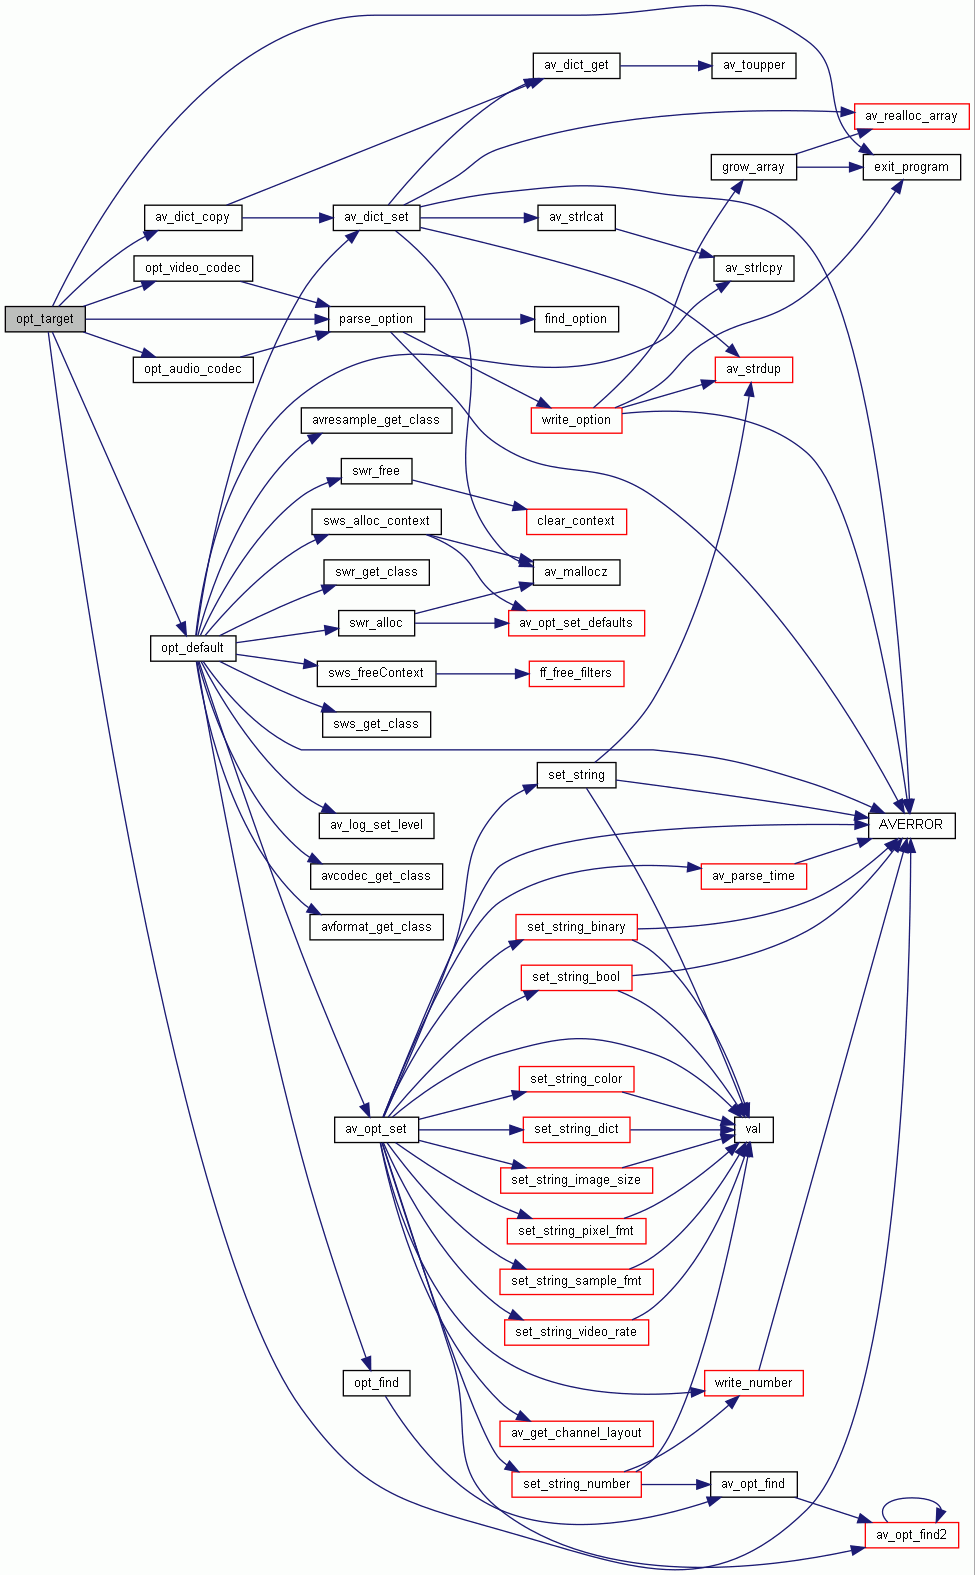 av_dict_get
av_toupper
av_realloc_array
grow_array
exit_program
av_dict_copy
av_dict_set
av_strlcat
opt_video_codec
av_strlcpy
opt_target
parse_option
find_option
opt_audio_codec
av_strdup
avresample_get_class
write_option
swr_free
sws_alloc_context
clear_context
swr_get_class
av_mallocz
swr_alloc
av_opt_set_defaults
opt_default
sws_freeContext
ff_free_filters
sws_get_class
set_string
av_log_set_level
AVERROR
avcodec_get_class
av_parse_time
avformat_get_class
set_string_binary
set_string_bool
set_string_color
av_opt_set
set_string_dict
val
set_string_image_size
set_string_pixel_fmt
set_string_sample_fmt
set_string_video_rate
opt_find
write_number
av_get_channel_layout
set_string_number
av_opt_find
av_opt_find2